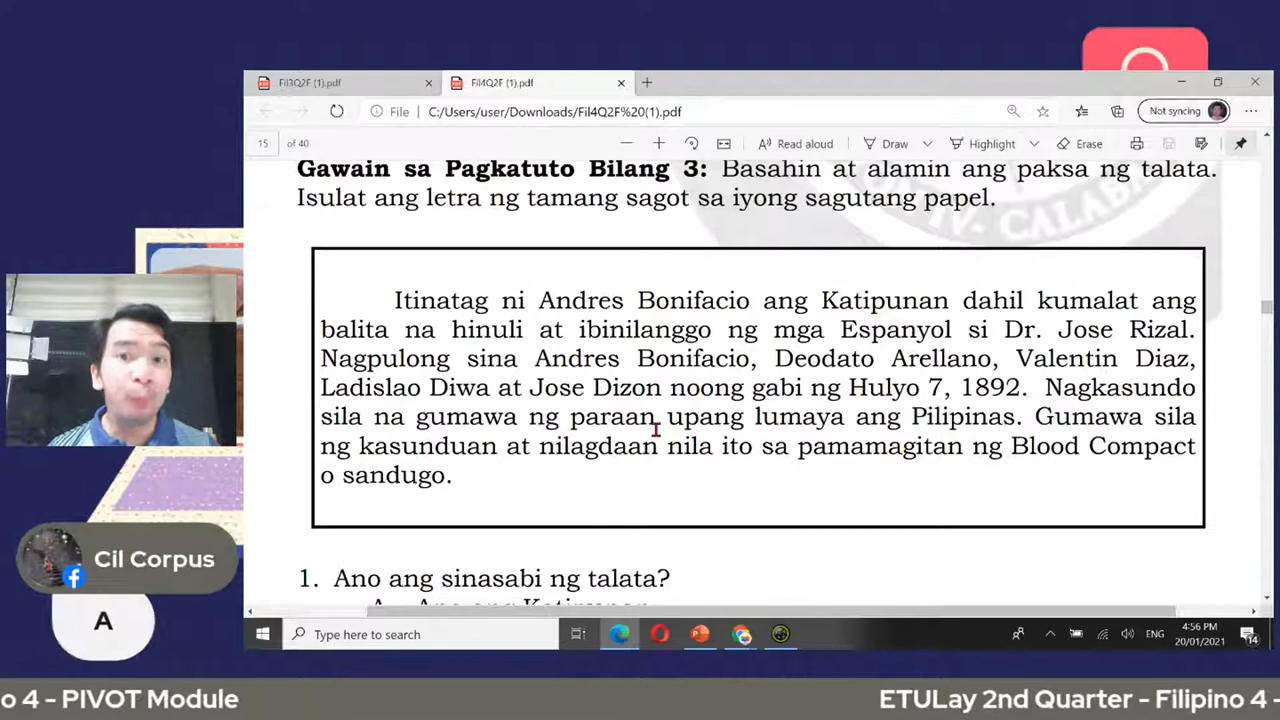 Fil3Q2F (1).pdf
Fil4Q2F (1).pdf
File
C:/Users/user/Downloads/Fil4Q2F%20(1).pdf
Not syncing
15 of 40
Read aloud
Draw
Highlight
Erase
Gawain sa Pagkatuto Bilang 3: Basahin at alamin ang paksa ng talata.
Isulat ang letra ng tamang sagot sa iyong sagutang papel.
Itinatag ni Andres Bonifacio ang Katipunan dahil kumalat ang
balita na hinuli at ibinilanggo ng mga Espanyol si Dr. Jose Rizal.
Nagpulong sina Andres Bonifacio, Deodato Arellano, Valentin Diaz,
Ladislao Diwa at Jose Dizon noong gabi ng Hulyo 7, 1892. Nagkasundo
sila na gumawa ng paraan upang lumaya ang Pilipinas. Gumawa sila
ng kasunduan at nilagdaan nila ito sa pamamagitan ng Blood Compact
o sandugo.
1. Ano ang sinasabi ng talata?
Cil Corpus
A
Type here to search
ENG
4:56 PM
20/01/2021
14
o 4 - PIVOT Module
ETULay 2nd Quarter - Filipino 4 -